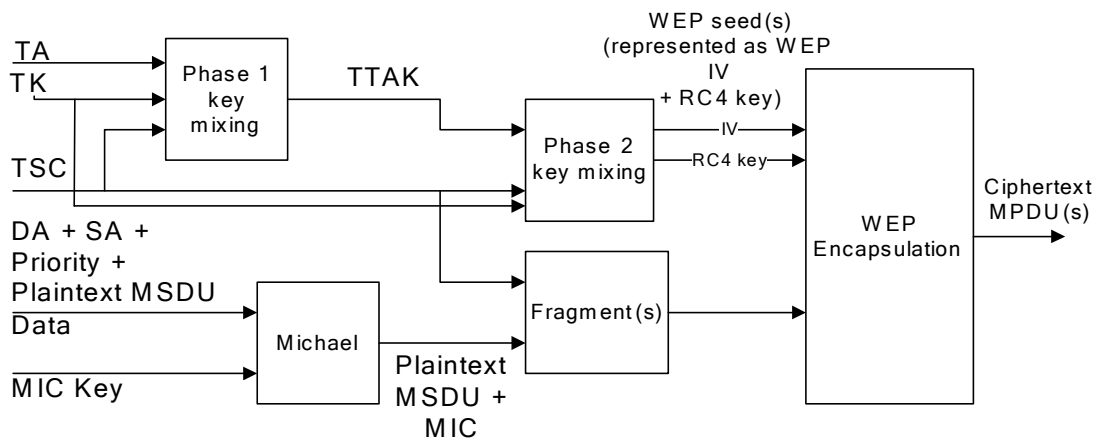 WEP seed(s)
(represented as WEP
IV
+ RC4 key)
TA
TK
Phase 1
key
mixing
TTAK
Phase 2
key mixing
IV
RC4 key
TSC
WEP
Encapsulation
Ciphertext
MPDU(s)
DA + SA +
Priority +
Plaintext MSDU
Data
Michael
Fragment(s)
MIC Key
Plaintext
MSDU +
MIC